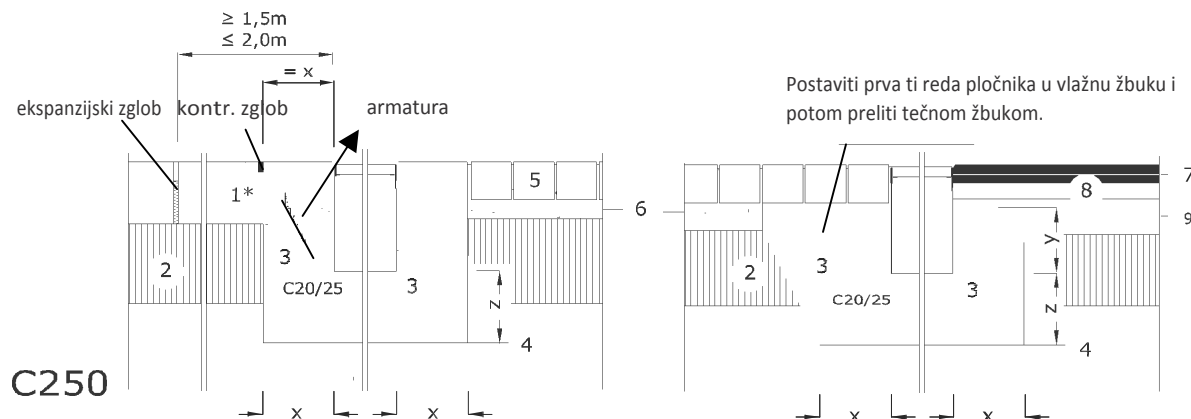 ≥ 1,5m
≤ 2,0m
= x
ekspanzijski zglob
kontr. zglob
armatura
1*
2
3
C20/25
3
z
4
5
6
x
x
C250
Postaviti prva ti reda pločnika u vlažnu žbuku i
potom preliti tečnom žbukom.
2
3
C20/25
3
y
z
4
7
8
9
x
x